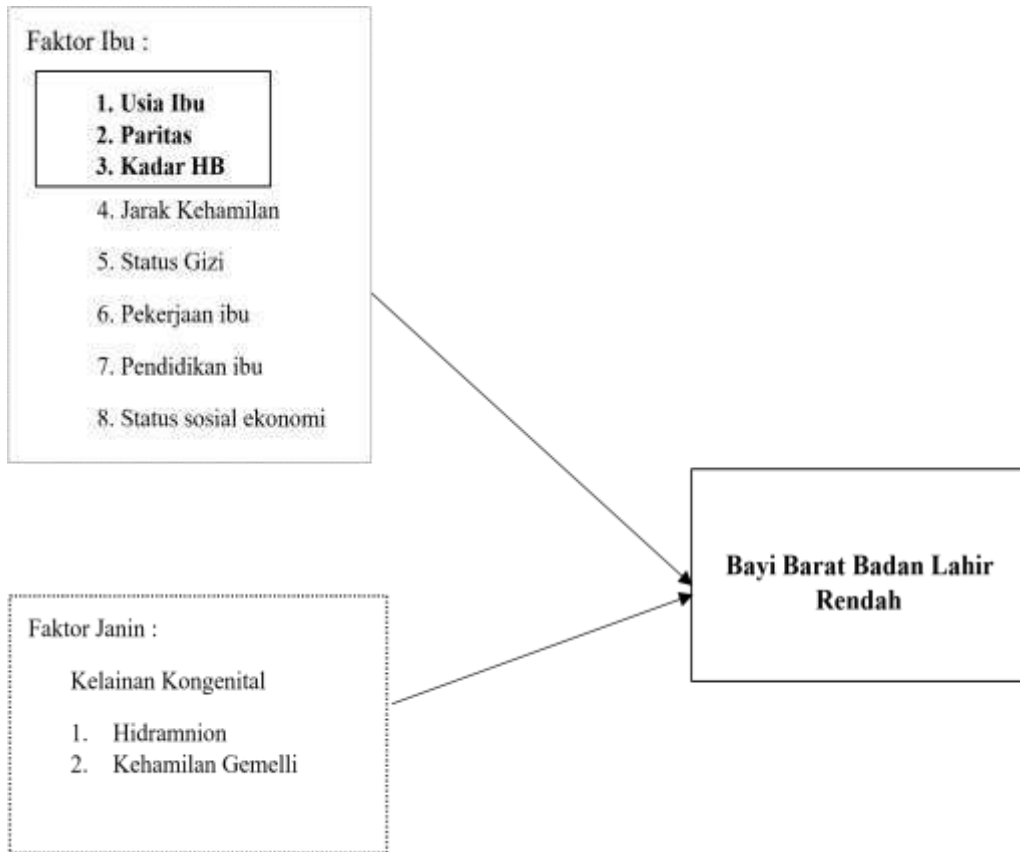 Faktor Ibu :
1. Usia Ibu
2. Paritas
3. Kadar HB
4. Jarak Kehamilan
5. Status Gizi
6. Pekerjaan ibu
7. Pendidikan ibu
8. Status sosial ekonomi
Bayi Barat Badan Lahir
Rendah
Faktor Janin :
Kelainan Kongenital
1. Hidramnion
2. Kehamilan Gemelli